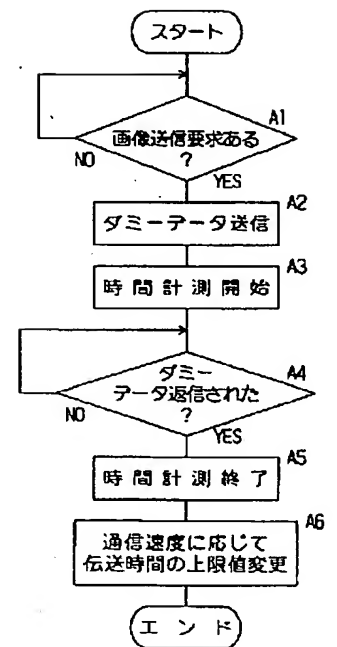 スタート
A1
画像送信要求ある
?
NO
YES
A2
ダミーデータ送信
A3
時間計測開始
ダミー
A4
データ返信された
?
NO
YES
A5
時間計測終了
A6
通信速度に応じて
伝送時間の上限値変更
エンド